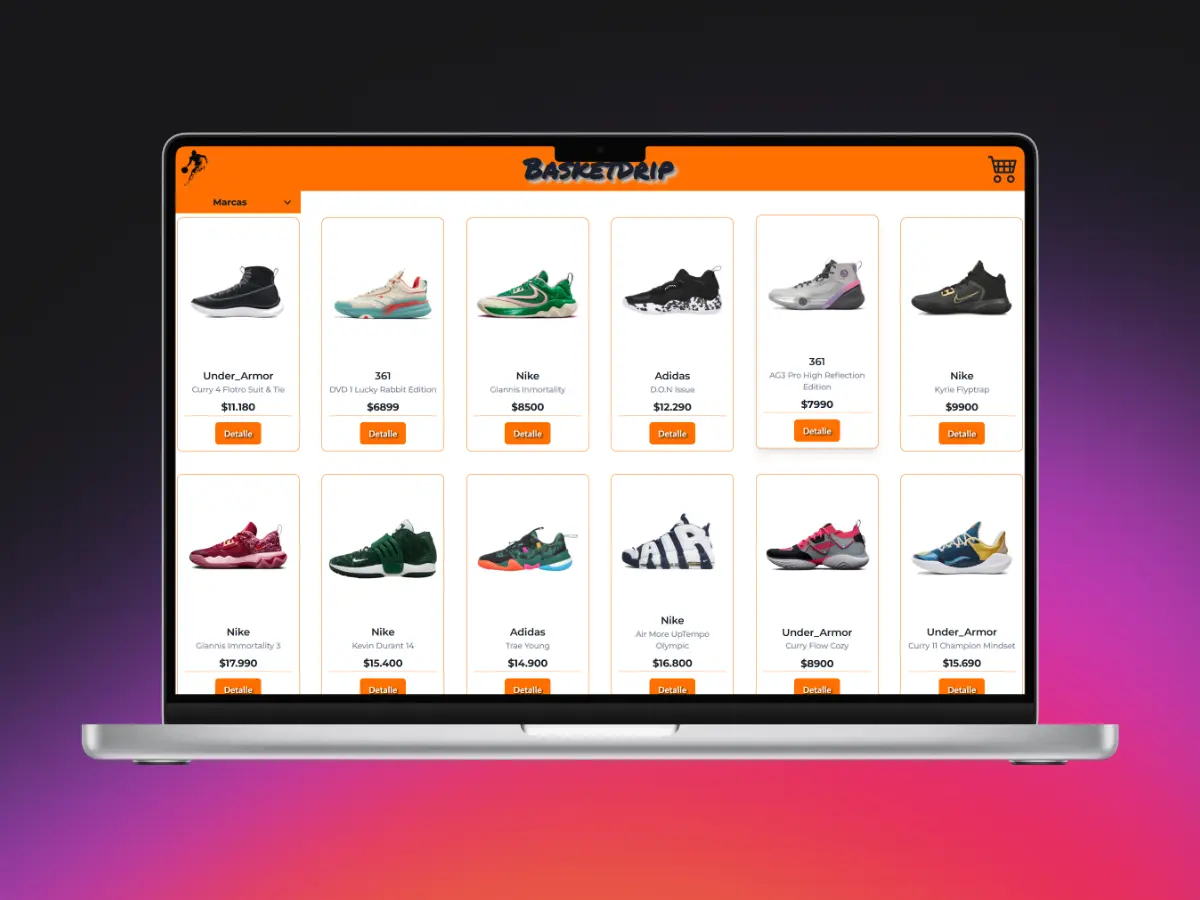 BASKETDRIP
Marcas
Under_Armor
Curry 4 Flotro Suit & Tie
$11.180
Detalle
361
DVD 1 Lucky Rabbit Edition
$6899
Detalle
Nike
Giannis Inmortality
$8500
Detalle
Adidas
D.O.N Issue
$12.290
Detalle
361
AG3 Pro High Reflection
Edition
$7990
Detalle
Nike
Kyrie Flyptrap
$9900
Detalle
Nike
Giannis Immortality 3
$17.990
Detalle
Nike
Kevin Durant 14
$15.400
Detalle
Adidas
Trae Young
$14.900
Detalle
AIR
Nike
Air More UpTempo
Olympic
$16.800
Detalle
Under_Armor
Curry Flow Cozy
$8900
Detalle
Under_Armor
Curry 11 Champion Mindset
$15.690
Detalle